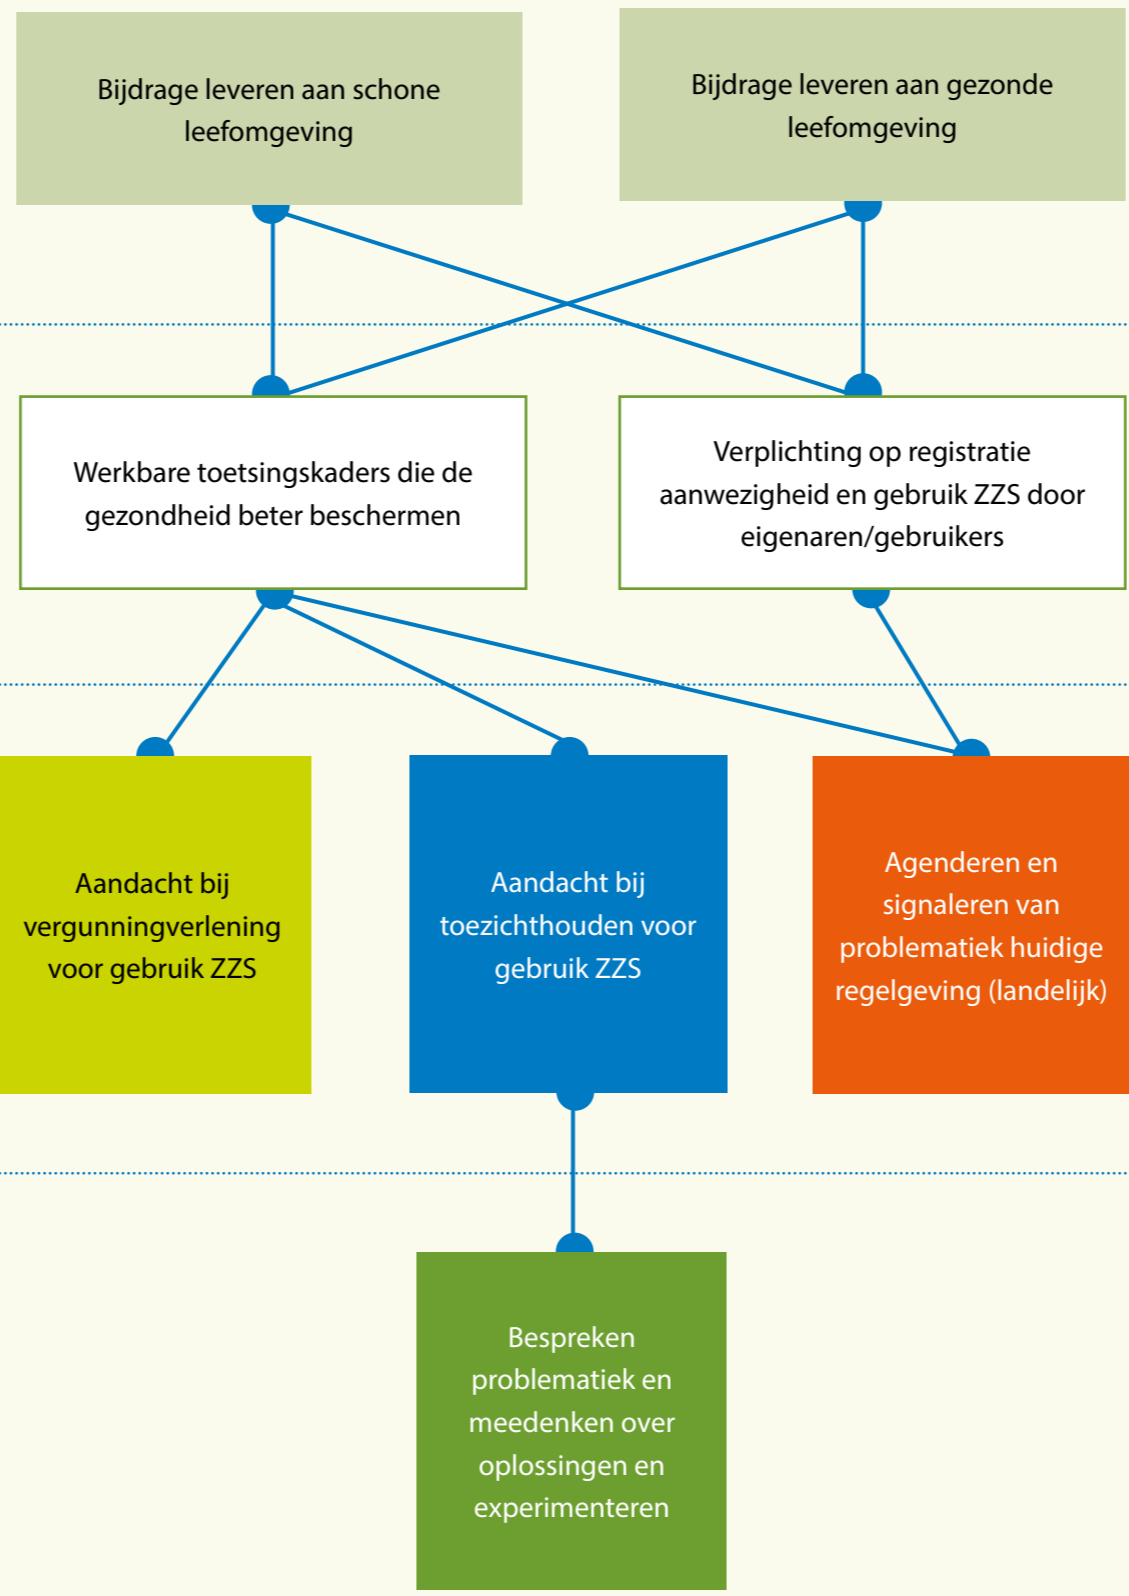 Bijdrage leveren aan schone
leefomgeving
Bijdrage leveren aan gezonde
leefomgeving
Werkbare toetsingskaders die de
gezondheid beter beschermen
Verplichting op registratie
aanwezigheid en gebruik ZZS door
eigenaren/gebruikers
Aandacht bij
vergunningverlening
voor gebruik ZZS
Aandacht bij
toezichthouden voor
gebruik ZZS
Agenderen en
signaleren van
problematiek huidige
regelgeving (landelijk)
Bespreken
problematiek en
meedenken over
oplossingen en
experimenteren